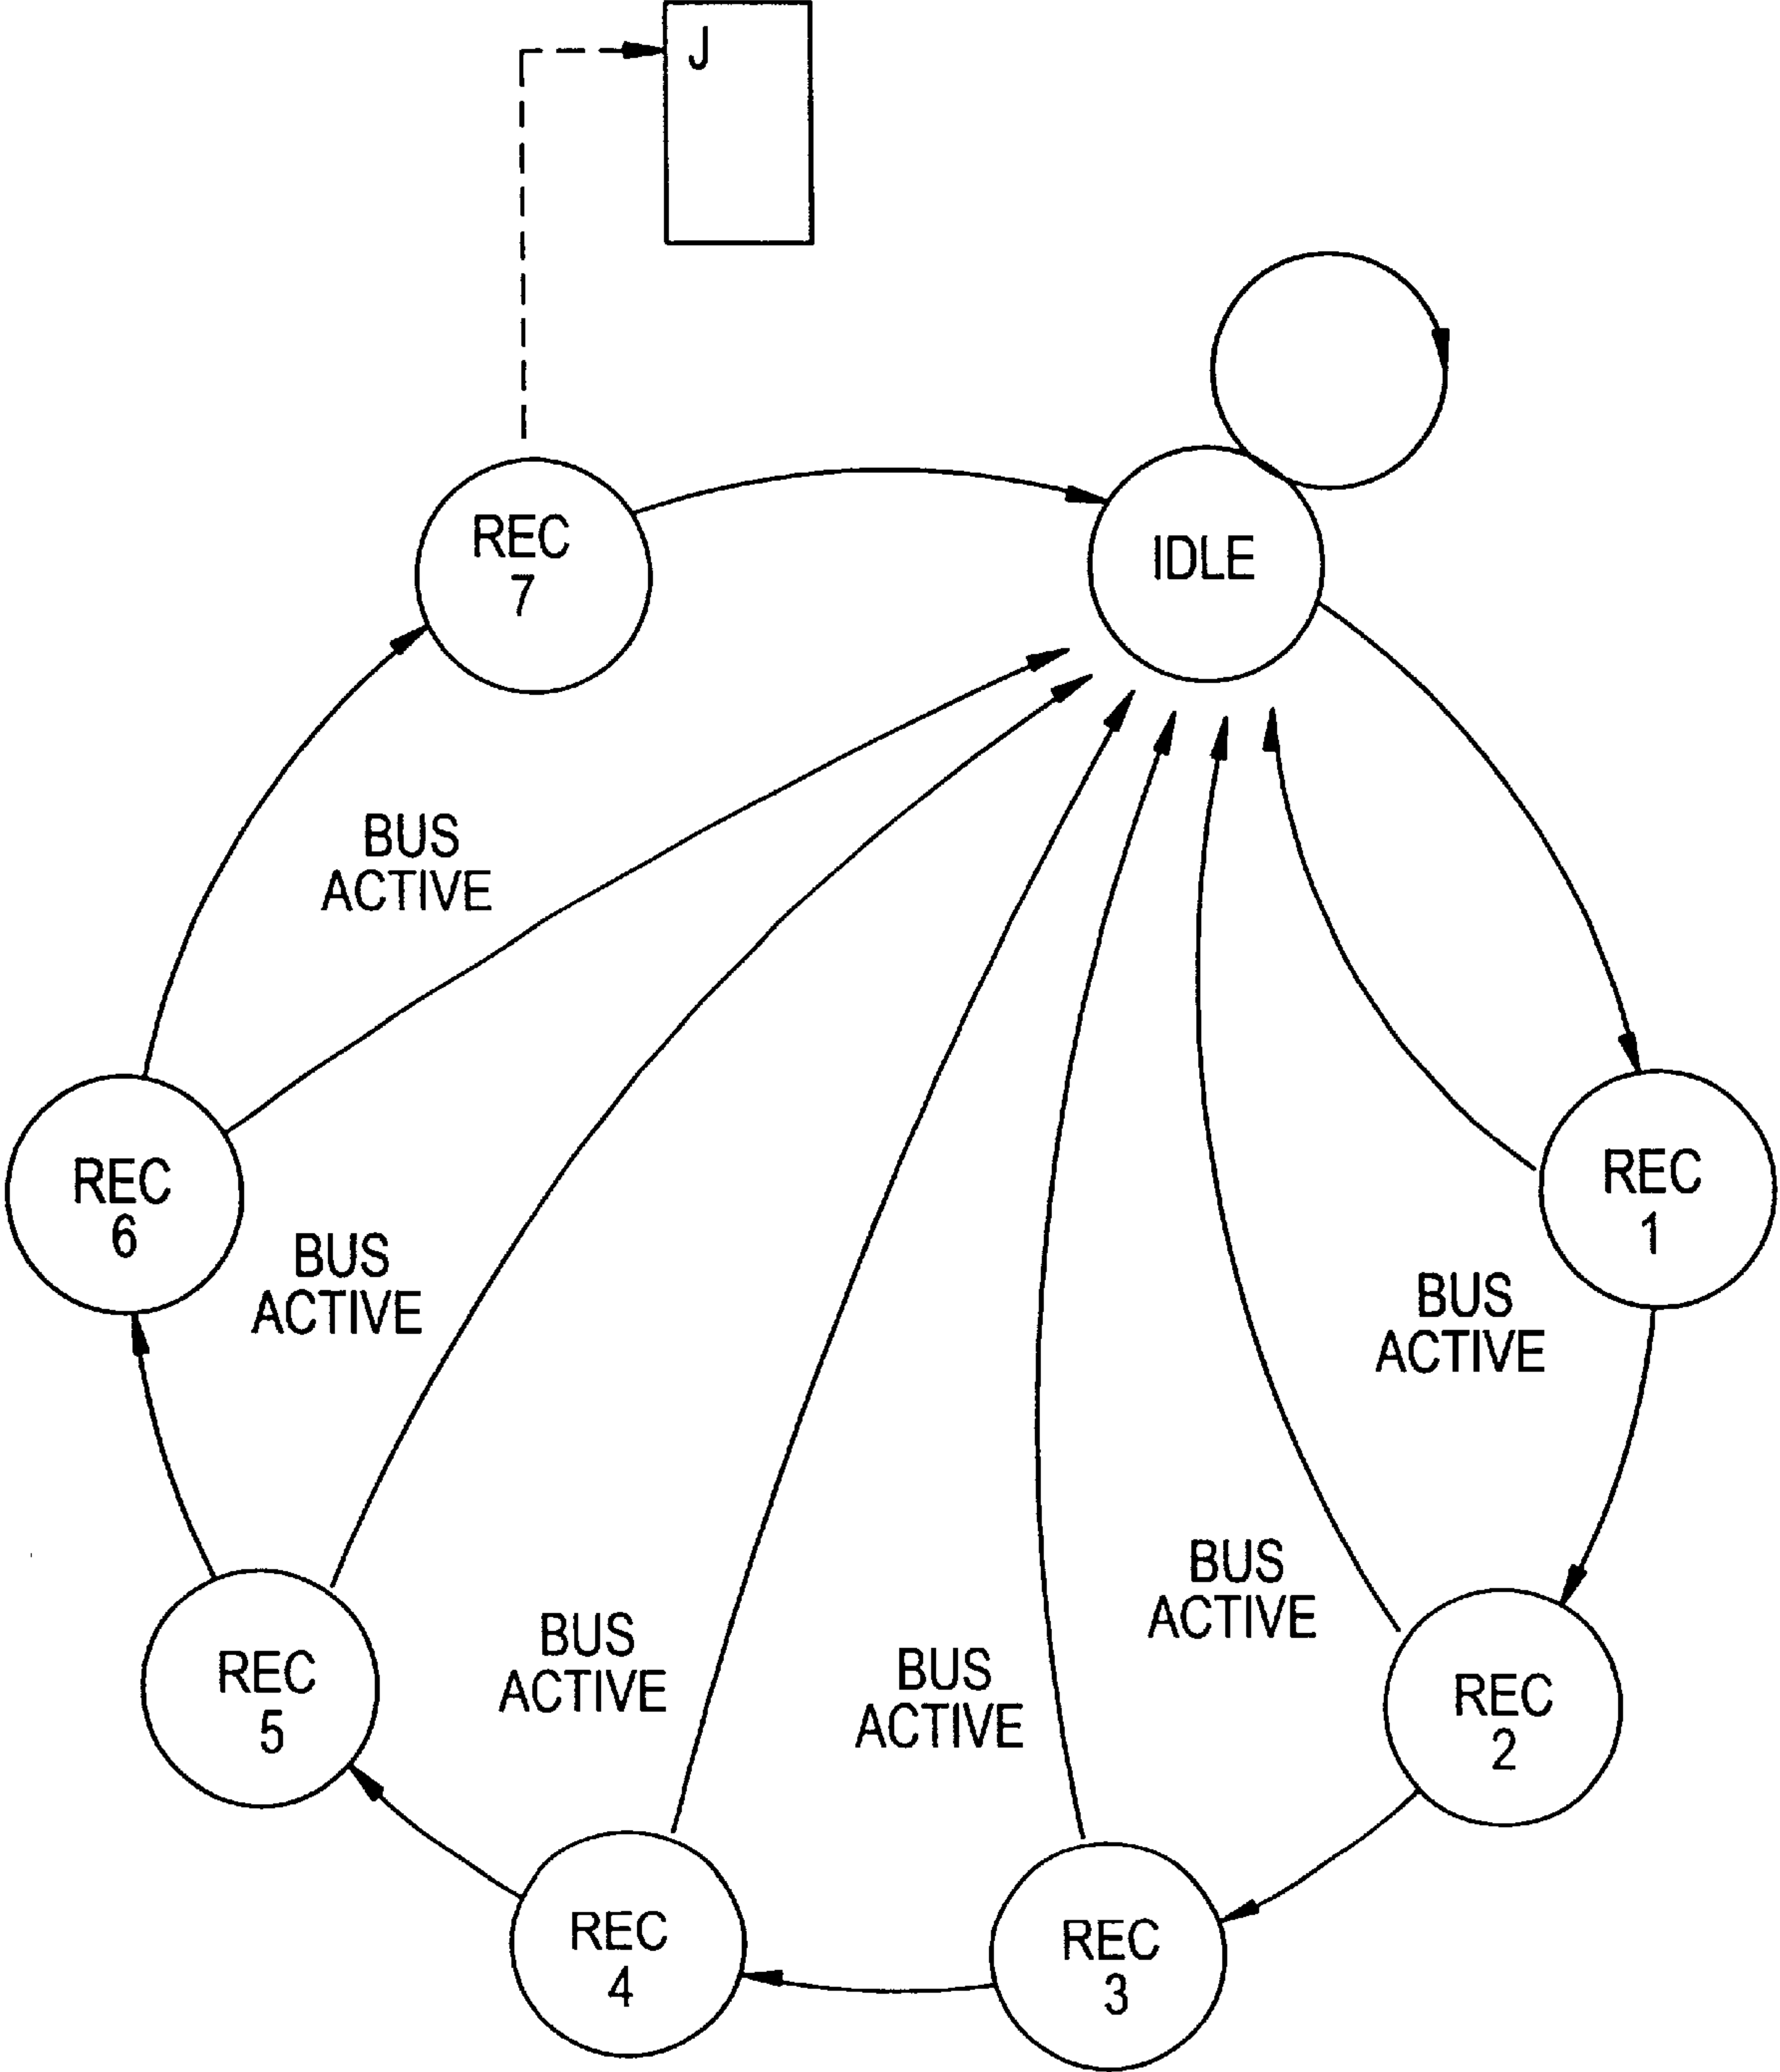 J
REC
7
IDLE
BUS
ACTIVE
REC
6
REC
1
BUS
ACTIVE
BUS
ACTIVE
BUS
ACTIVE
BUS
ACTIVE
BUS
ACTIVE
REC
5
REC
2
REC
4
REC
3